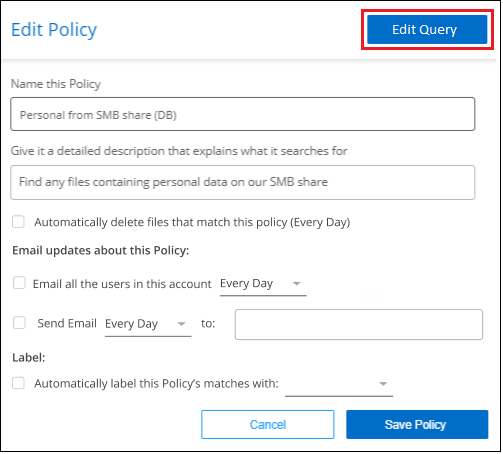 Edit Policy
Edit Query
Name this Policy
Personal from SMB share (DB)
Give it a detailed description that explains what it searches for
Find any files containing personal data on our SMB share
Automatically delete files that match this policy (Every Day)
Email updates about this Policy:
Email all the users in this account Every Day
Send Email Every Day to:
Label:
Automatically label this Policy's matches with:
Cancel
Save Policy